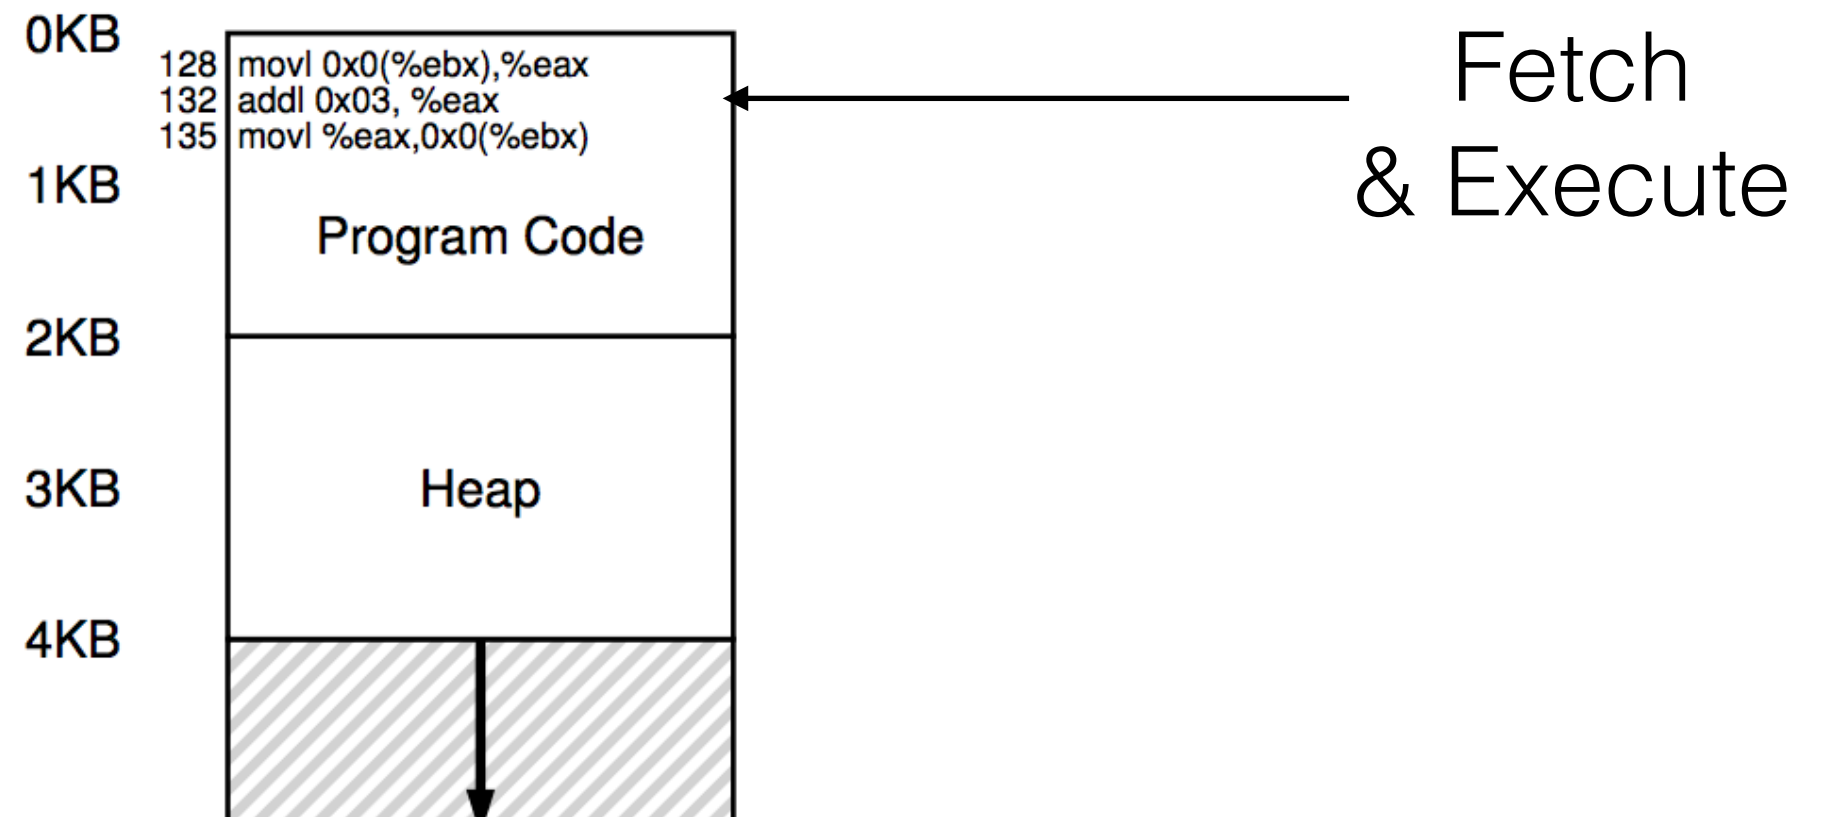 0KB
128 movl 0x0(%ebx),%eax
132 addl 0x03, %eax
135 movl %eax,0x0(%ebx)
1KB
Program Code
2KB
3KB
Heap
4KB
Fetch
& Execute